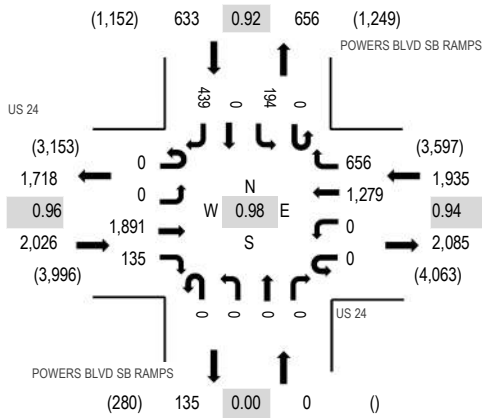 (1,152) 633 0.92 656 (1,249)
POWERS BLVD SB RAMPS
439 0 194 0
US 24
(3,153) 0 (3,597)
1,718 656 1,935
0 N 1,279
0.96 W 0.98 E 0.94
2,026 1,891 S 0 2,085
(3,996) 135 0 (4,063)
0 0 0 0
US 24
POWERS BLVD SB RAMPS
(280) 135 0.00 0 ()